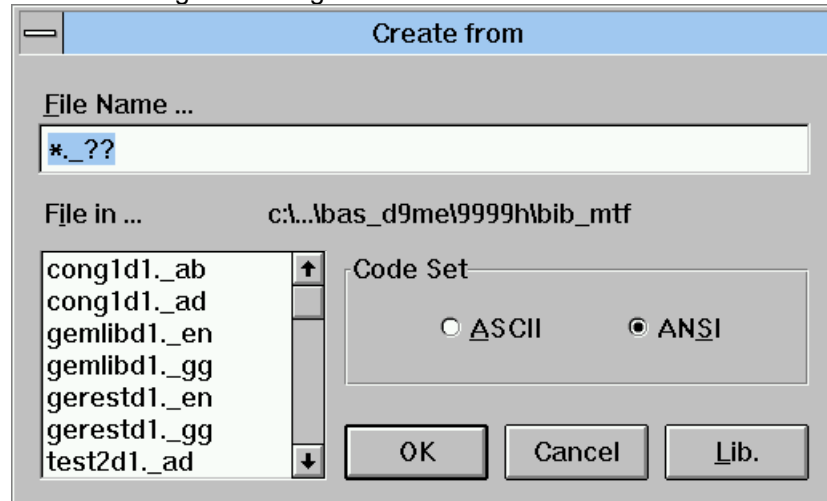 Create from
File Name ...
*._??
File in ...    c:\...\bas_d9me\9999h\bib_mtf
cong1d1._ab
cong1d1._ad
gemlibd1._en
gemlibd1._gg
gerestd1._en
gerestd1._gg
test2d1._ad
Code Set
ASCII    ANSI
OK    Cancel    Lib.